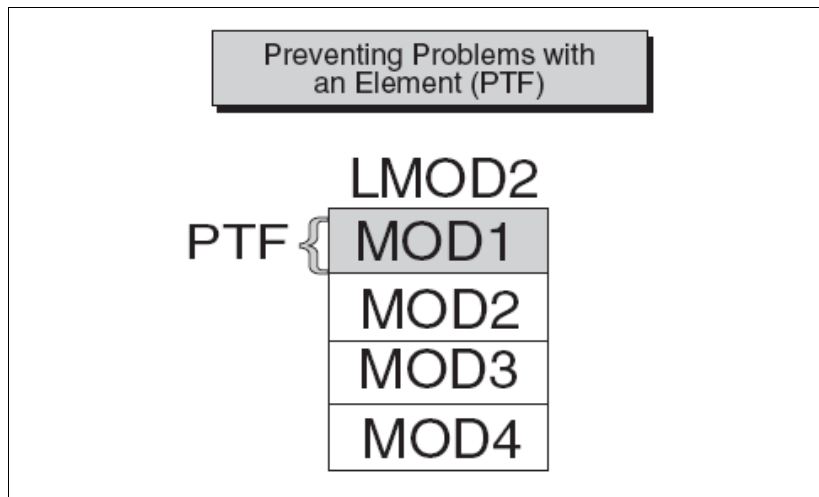 Preventing Problems with
an Element (PTF)
LMOD2
PTF { MOD1
MOD2
MOD3
MOD4